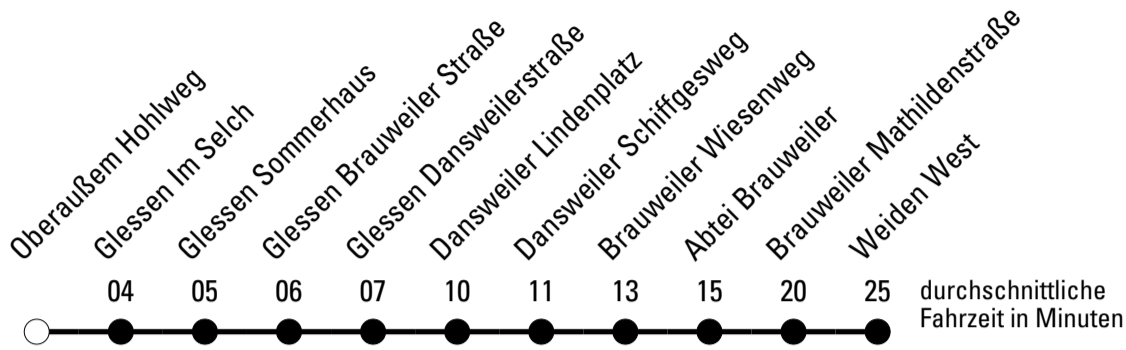 Oberaußem Hohlweg
Glessen Im Selch
Glessen Sommerhaus
Glessen Brauweiler Straße
Glessen Dansweilerstraße
Dansweiler Lindenplatz
Dansweiler Schiffgesweg
Brauweiler Wiesenweg
Abtei Brauweiler
Brauweiler Mathildenstraße
Weiden West
04 05 06 07 10 11 13 15 20 25
durchschnittliche
Fahrzeit in Minuten